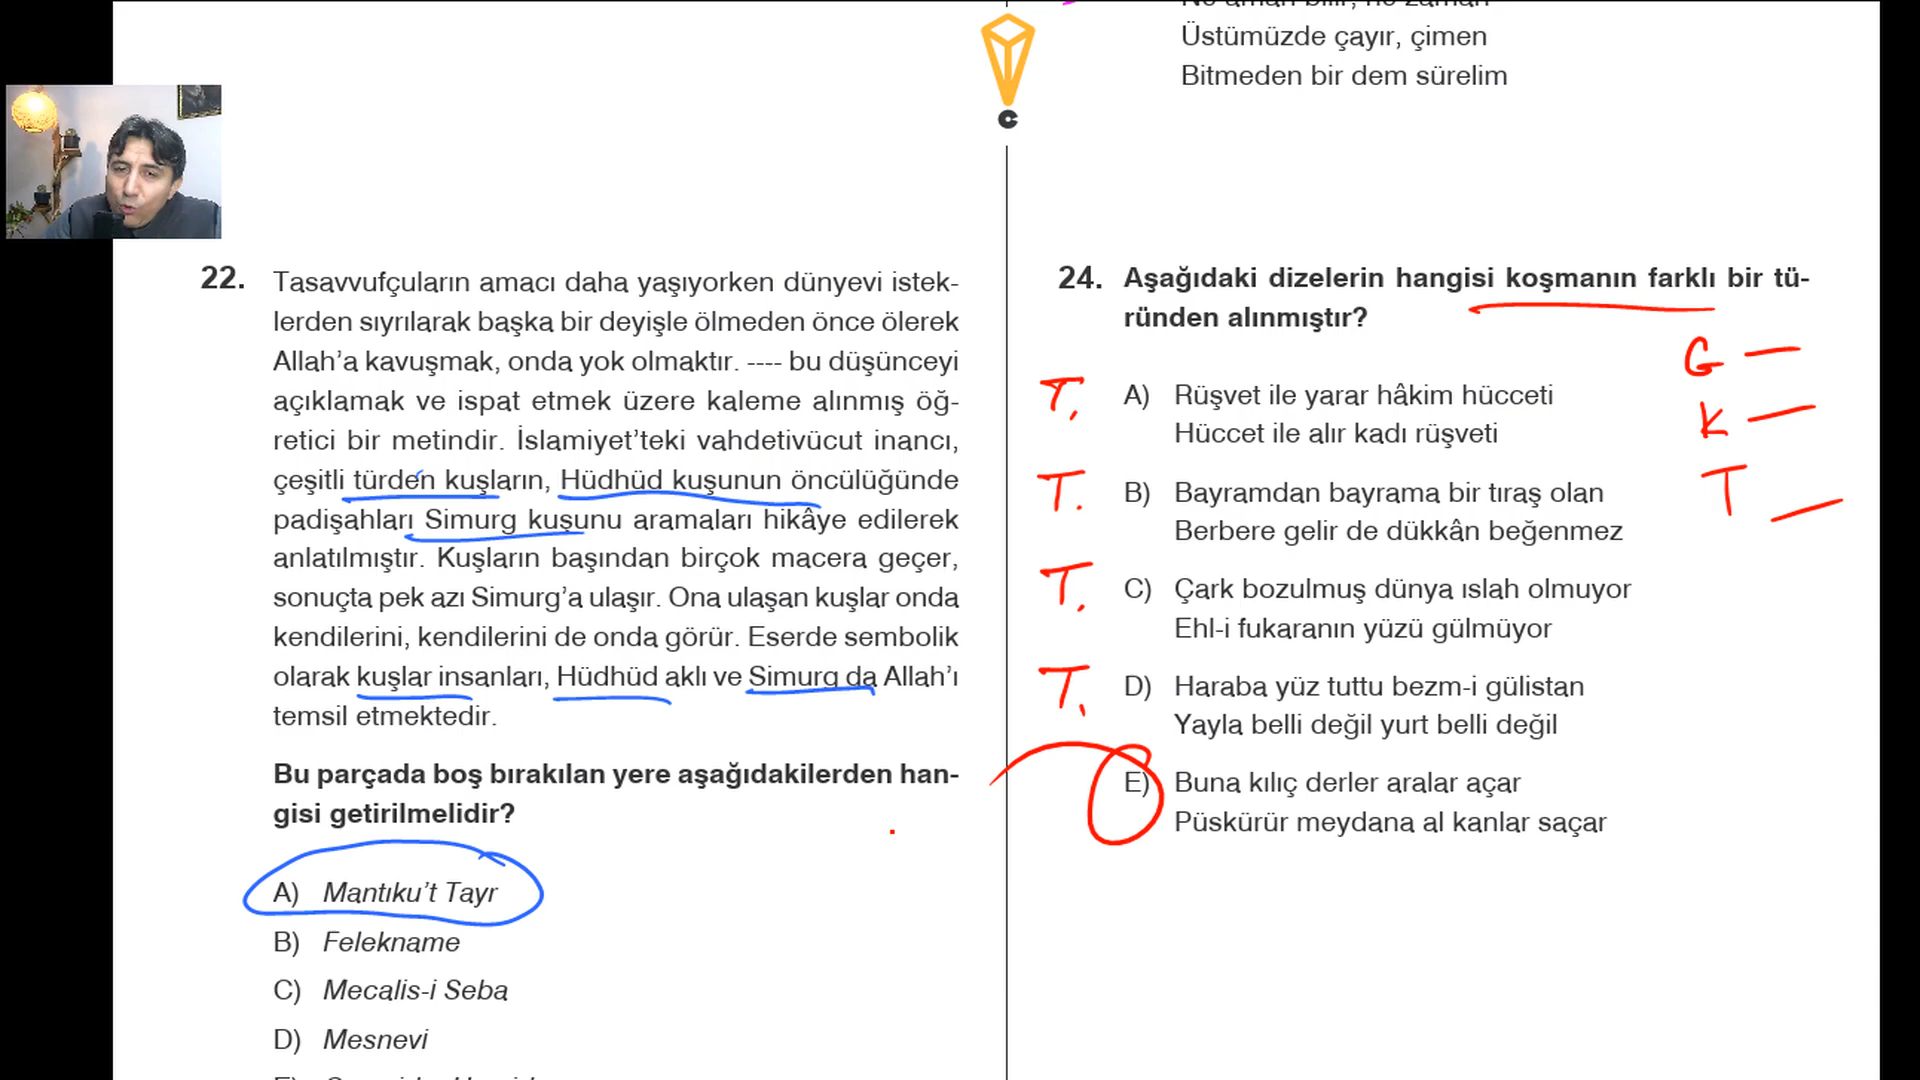 22.
Tasavvufçuların amacı daha yaşıyorken dünyevi istek-
lerden sıyrılarak başka bir deyişle ölmeden önce ölerek
Allah'a kavuşmak, onda yok olmaktır. ---- bu düşünceyi
açıklamak ve ispat etmek üzere kaleme alınmış öğ-
retici bir metindir. İslamiyet'teki vahdetivücut inancı,
çeşitli türden kuşların, Hüdhüd kuşunun öncülüğünde
padişahları Simurg kuşunu aramaları hikâye edilerek
anlatılmıştır. Kuşların başından birçok macera geçer,
sonuçta pek azı Simurg'a ulaşır. Ona ulaşan kuşlar onda
kendilerini, kendilerini de onda görür. Eserde sembolik
olarak kuşlar insanları, Hüdhüd aklı ve Simurg da Allah'ı
temsil etmektedir.
Bu parçada boş bırakılan yere aşağıdakilerden han-
gisi getirilmelidir?
A) Mantıku't Tayr
B) Felekname
C) Mecalis-i Seba
D) Mesnevi
Üstümüzde çayır, çimen
Bitmeden bir dem sürelim
24. Aşağıdaki dizelerin hangisi koşmanın farklı bir tü-
ründen alınmıştır?
G —
K —
T —
T. A) Rüşvet ile yarar hâkim hücceti
Hüccet ile alır kadı rüşveti
T. B) Bayramdan bayrama bir tıraş olan
Berbere gelir de dükkân beğenmez
T. C) Çark bozulmuş dünya ıslah olmuyor
Ehl-i fukaranın yüzü gülmüyor
T. D) Haraba yüz tuttu bezm-i gülistan
Yayla belli değil yurt belli değil
E) Buna kılıç derler aralar açar
Püskürür meydana al kanlar saçar